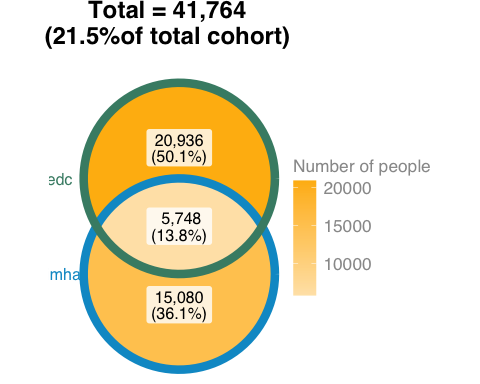 Total = 41,764
(21.5%of total cohort)
20,936
(50.1%)
edc
Number of people
20000
15000
10000
5,748
(13.8%)
mha
15,080
(36.1%)